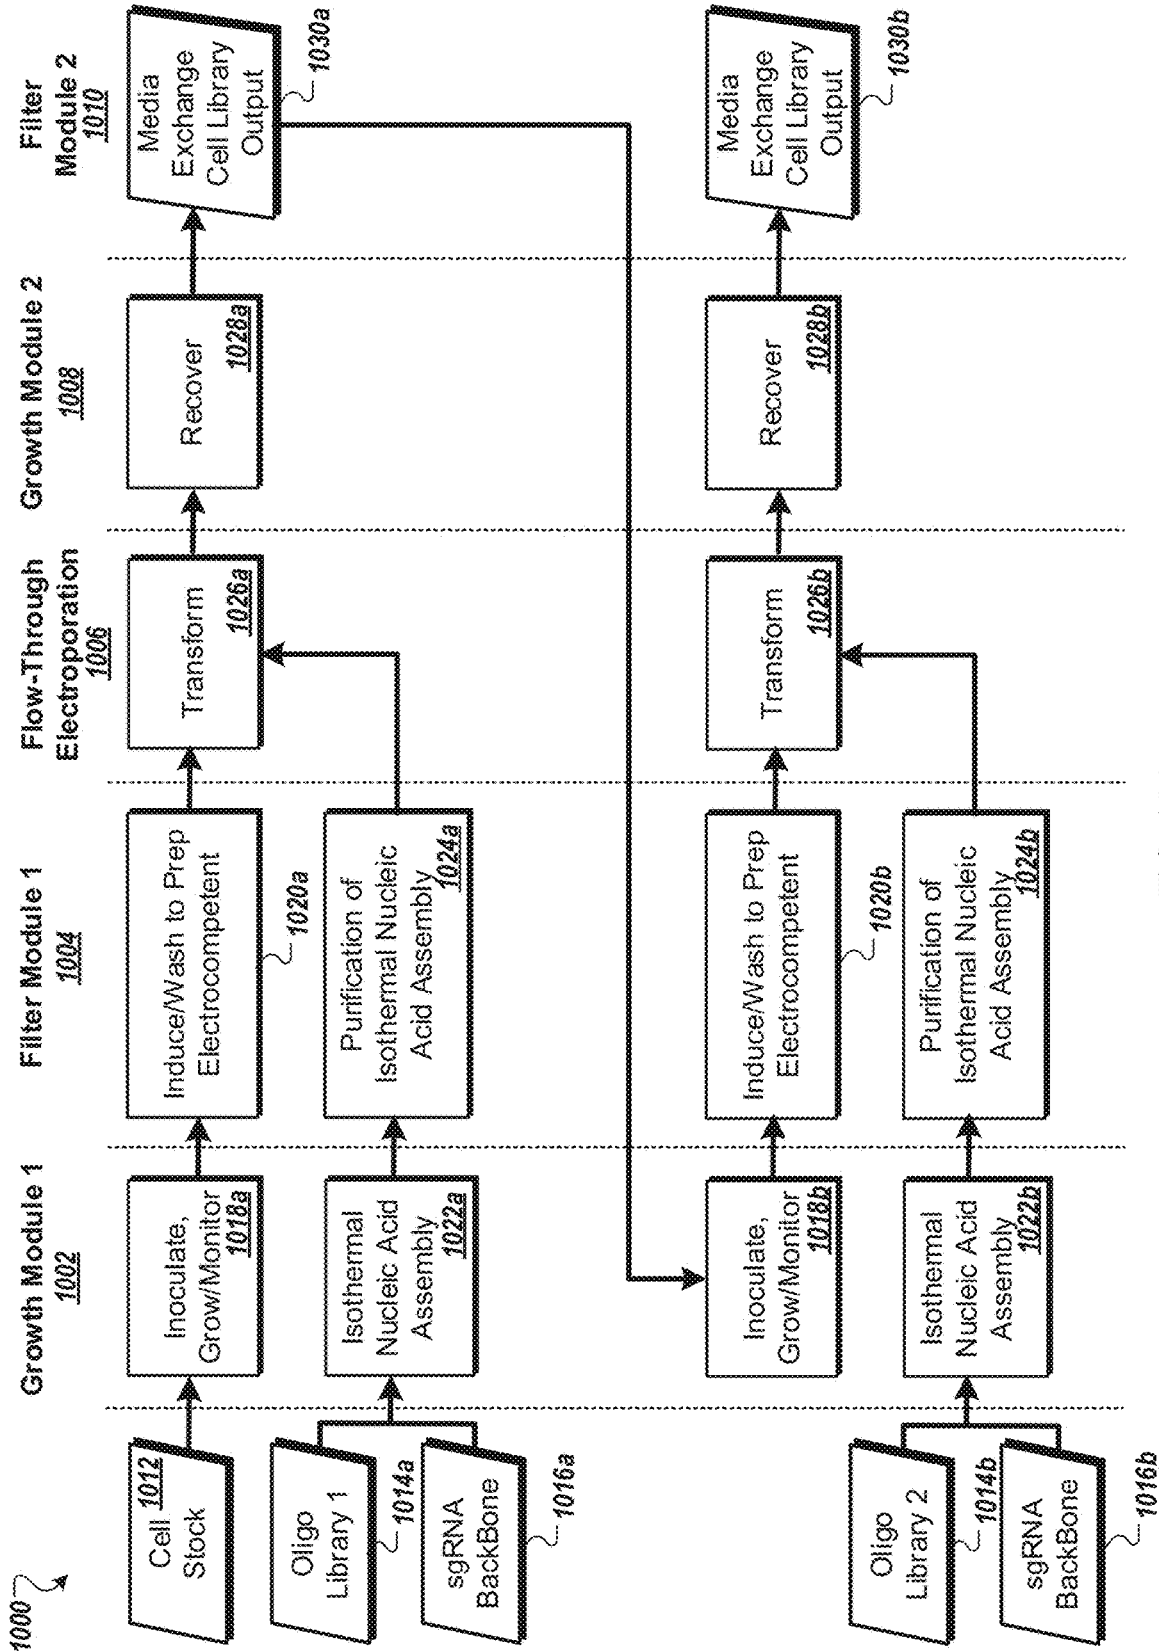 1000
Growth Module 1
1002
Filter Module 1
1004
Flow-Through
Electroporation
1006
Growth Module 2
1008
Filter
Module 2
1010
Cell
Stock
1012
Inoculate,
Grow/Monitor
1018a
Induce/Wash to Prep
Electrocompetent
1020a
Transform
1026a
Recover
1028a
Media
Exchange
Cell Library
Output
1030a
Oligo
Library 1
1014a
sgRNA
BackBone
1016a
Isothermal
Nucleic Acid
Assembly
1022a
Purification of
Isothermal Nucleic
Acid Assembly
1024a
Inoculate,
Grow/Monitor
1018b
Induce/Wash to Prep
Electrocompetent
1020b
Transform
1026b
Recover
1028b
Media
Exchange
Cell Library
Output
1030b
Oligo
Library 2
1014b
sgRNA
BackBone
1016b
Isothermal
Nucleic Acid
Assembly
1022b
Purification of
Isothermal Nucleic
Acid Assembly
1024b